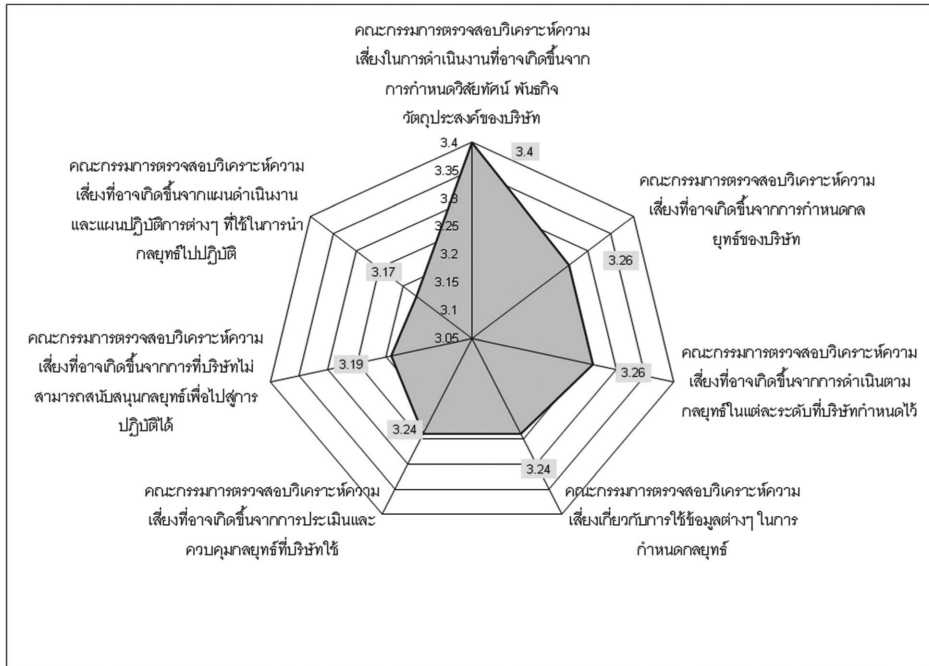 คณะกรรมการตรวจสอบวิเคราะห์ความ
เสี่ยงในการดำเนินงานที่อาจเกิดขึ้นจาก
การกำหนดวิสัยทัศน์ พันธกิจ
วัตถุประสงค์ของบริษัท
3.4
3.4
3.35
3.3
3.25
3.2
3.15
3.1
3.05
คณะกรรมการตรวจสอบวิเคราะห์ความ
เสี่ยงที่อาจเกิดขึ้นจากการกำหนดกล
ยุทธ์ของบริษัท
3.26
คณะกรรมการตรวจสอบวิเคราะห์ความ
เสี่ยงที่อาจเกิดขึ้นจากการดำเนินตาม
กลยุทธ์ในแต่ละระดับที่บริษัทกำหนดไว้
3.26
คณะกรรมการตรวจสอบวิเคราะห์ความ
เสี่ยงเกี่ยวกับการใช้ข้อมูลต่างๆ ในการ
กำหนดกลยุทธ์
3.24
คณะกรรมการตรวจสอบวิเคราะห์ความ
เสี่ยงที่อาจเกิดขึ้นจากการประเมินและ
ควบคุมกลยุทธ์ที่บริษัทใช้
3.24
คณะกรรมการตรวจสอบวิเคราะห์ความ
เสี่ยงที่อาจเกิดขึ้นจากการที่บริษัทไม่
สามารถสนับสนุนกลยุทธ์เพื่อไปสู่การ
ปฏิบัติได้
3.19
คณะกรรมการตรวจสอบวิเคราะห์ความ
เสี่ยงที่อาจเกิดขึ้นจากแผนดำเนินงาน
และแผนปฏิบัติการต่างๆ ที่ใช้ในการนำ
กลยุทธ์ไปปฏิบัติ
3.17